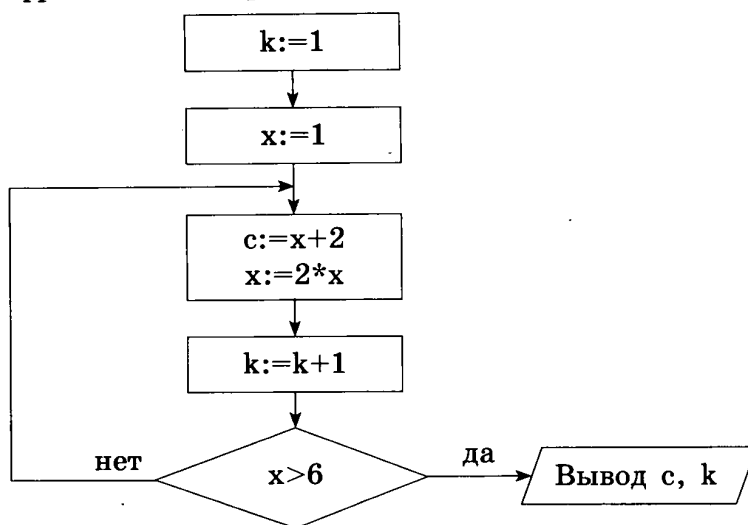 k:=1
x:=1
c:=x+2
x:=2*x
k:=k+1
нет
x>6
да
Вывод c, k